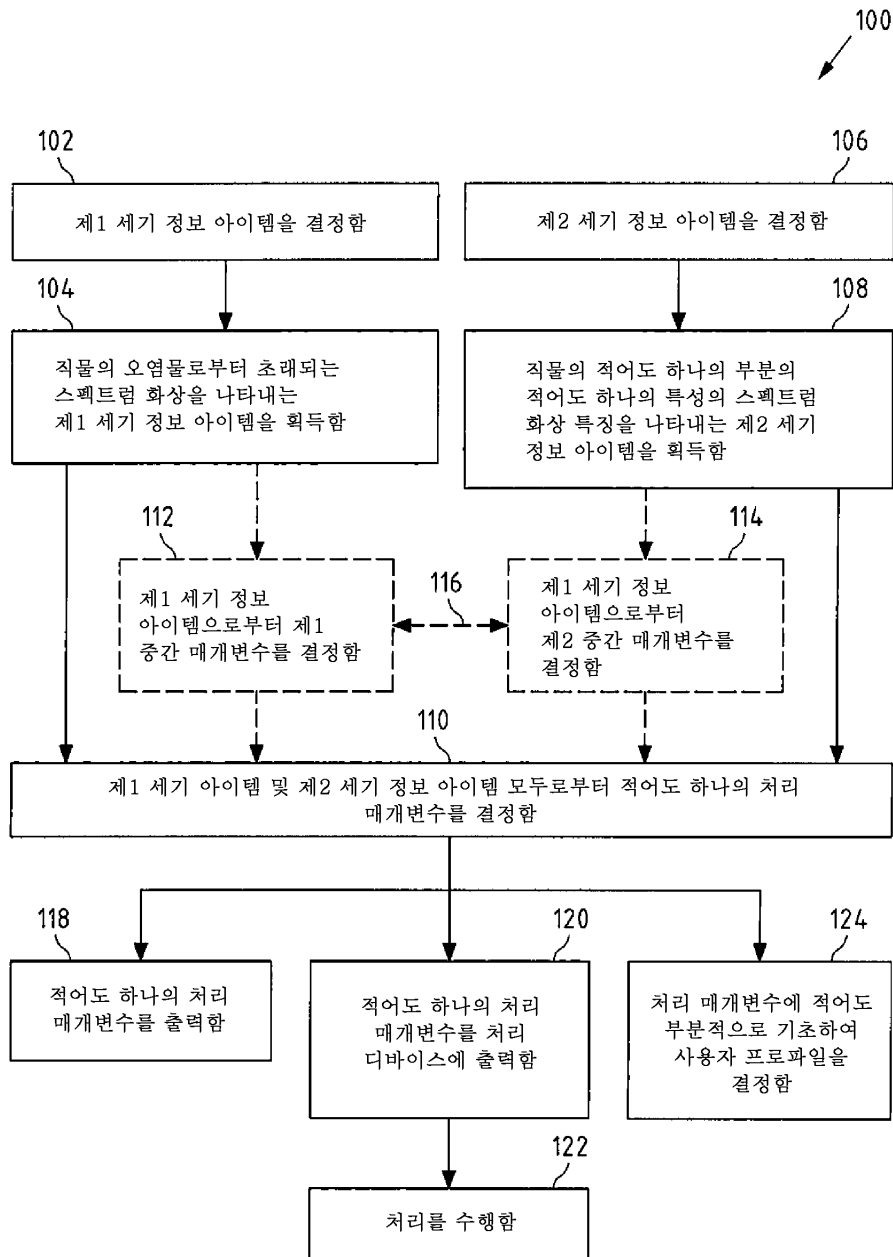 100
102
106
제1 세기 정보 아이템을 결정함
제2 세기 정보 아이템을 결정함
104
108
직물의 오염물로부터 초래되는
스펙트럼 화상을 나타내는
제1 세기 정보 아이템을 획득함
직물의 적어도 하나의 부분의
적어도 하나의 특성의 스펙트럼
화상 특징을 나타내는 제2 세기
정보 아이템을 획득함
112
114
116
제1 세기 정보
아이템으로부터 제1
중간 매개변수를 결정함
제1 세기 정보
아이템으로부터
제2 중간 매개변수를
결정함
110
제1 세기 아이템 및 제2 세기 정보 아이템 모두로부터 적어도 하나의 처리
매개변수를 결정함
118
120
124
적어도 하나의 처리
매개변수를 출력함
적어도 하나의 처리
매개변수를 처리
디바이스에 출력함
처리 매개변수에 적어도
부분적으로 기초하여
사용자 프로파일을
결정함
122
처리를 수행함